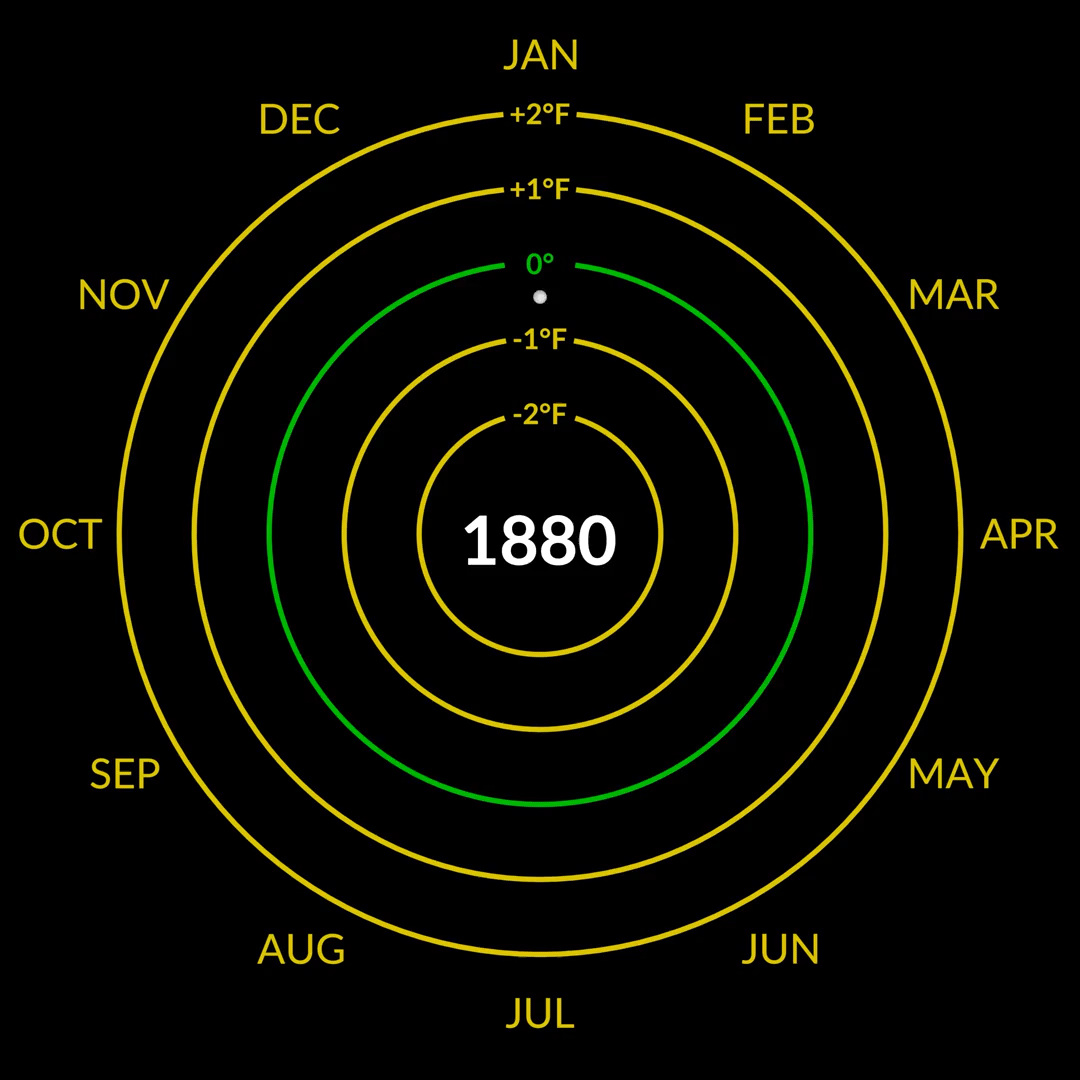 JAN
DEC
+2°F
FEB
+1°F
0°
NOV
MAR
-1°F
-2°F
OCT
1880
APR
SEP
MAY
AUG
JUN
JUL